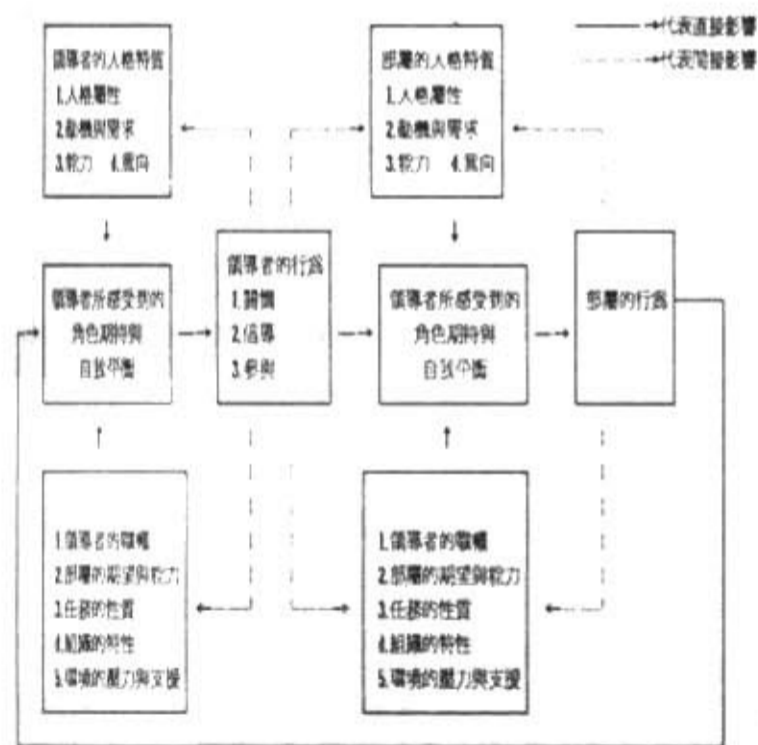 代表直接影響
代表間接影響
領導者的人格特質
1.人格屬性
2.動機與需求
3.能力 4.風向
部屬的人格特質
1.人格屬性
2.動機與需求
3.能力 4.風向
領導者所感受到的
角色期待與
自我平衡
領導者的行為
1.關懷
2.倡導
3.參與
領導者所感受到的
角色期待與
自我平衡
部屬的行為
1.領導者的職權
2.部屬的期望與能力
3.任務的性質
4.組織的特性
5.環境的壓力與支援
1.領導者的職權
2.部屬的期望與能力
3.任務的性質
4.組織的特性
5.環境的壓力與支援